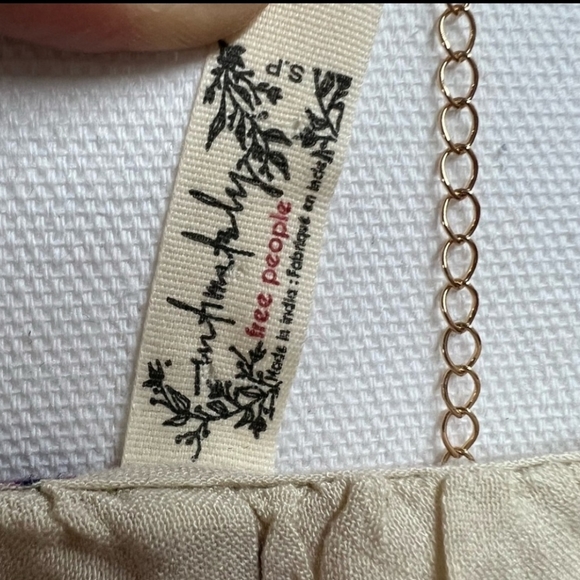 intimately
free people
Made in india : Fabriqué en inde
S.P